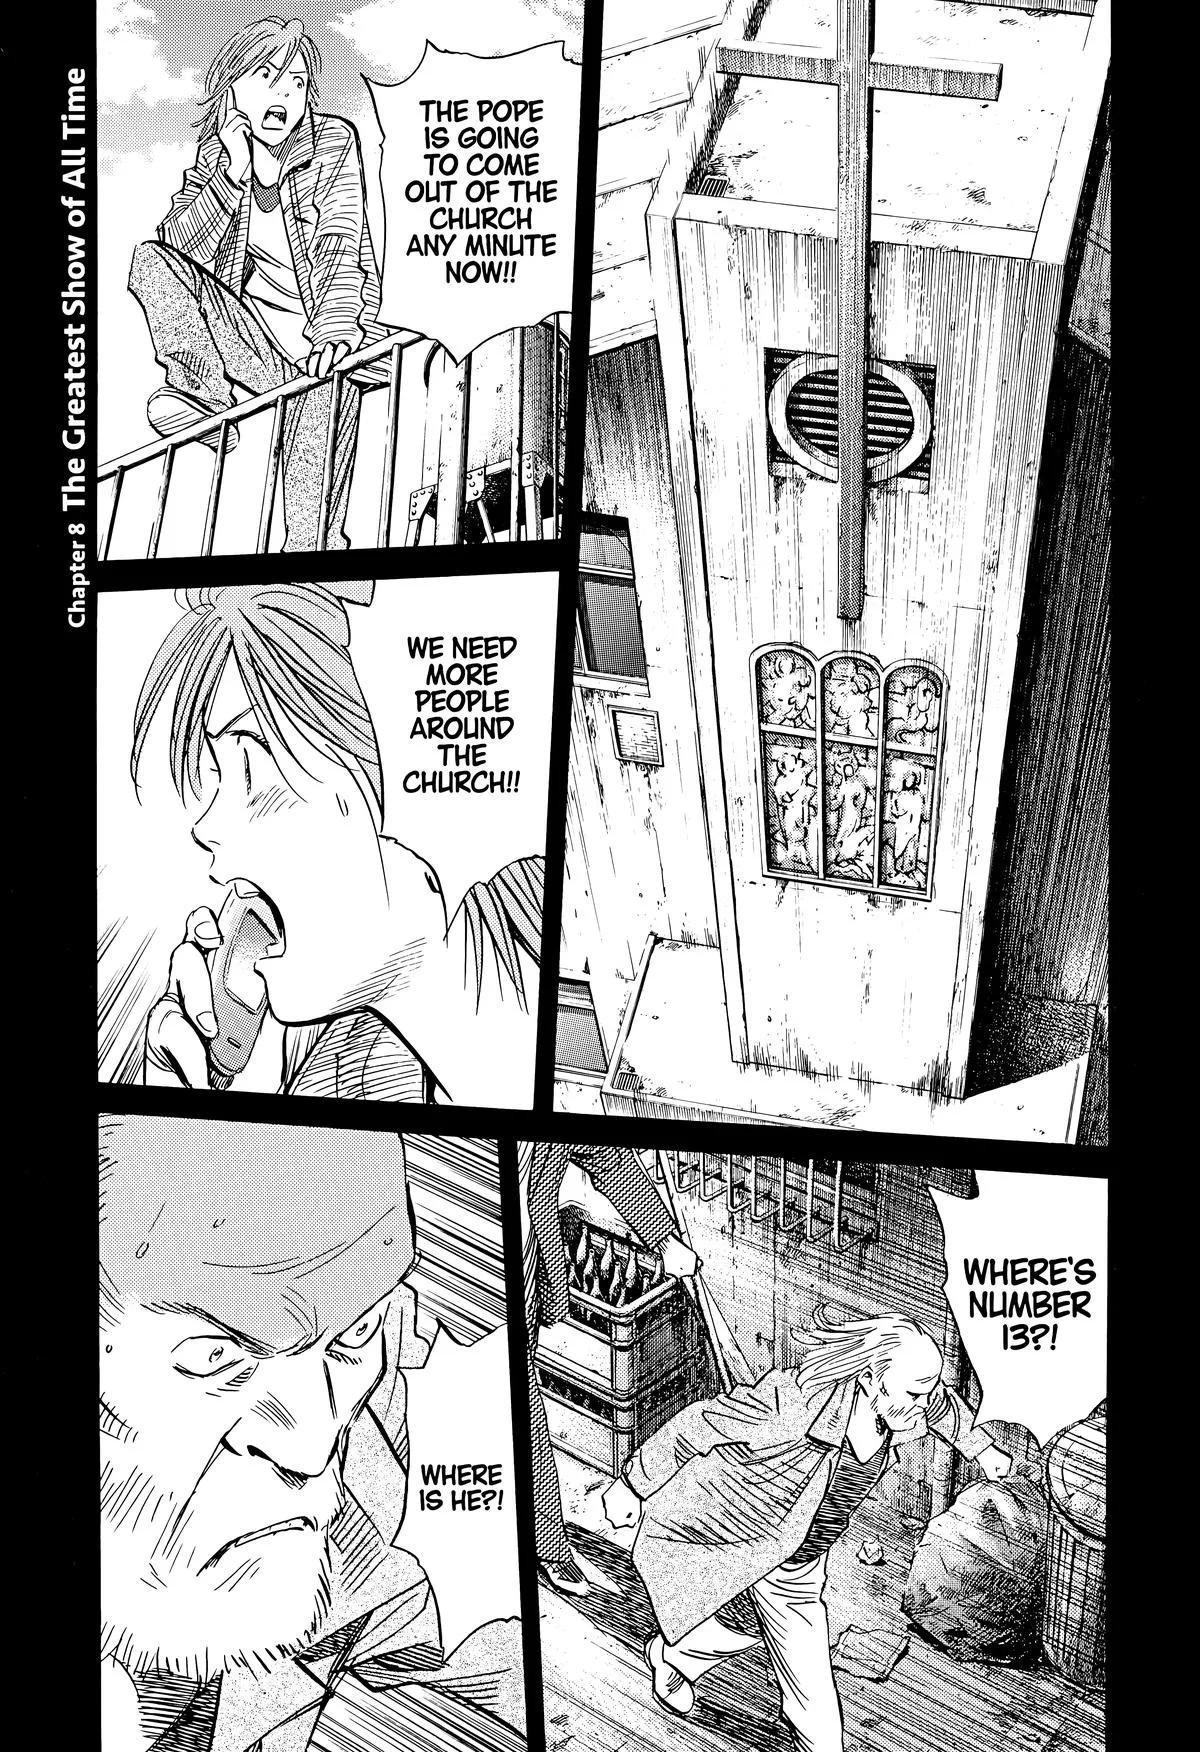 Chapter 8 The Greatest Show of All Time
THE POPE
IS GOING
TO COME
OUT OF THE
CHURCH
ANY MINUTE
NOW!!
WE NEED
MORE
PEOPLE
AROUND
THE
CHURCH!!
WHERE'S
NUMBER
13?!
WHERE
IS HE?!